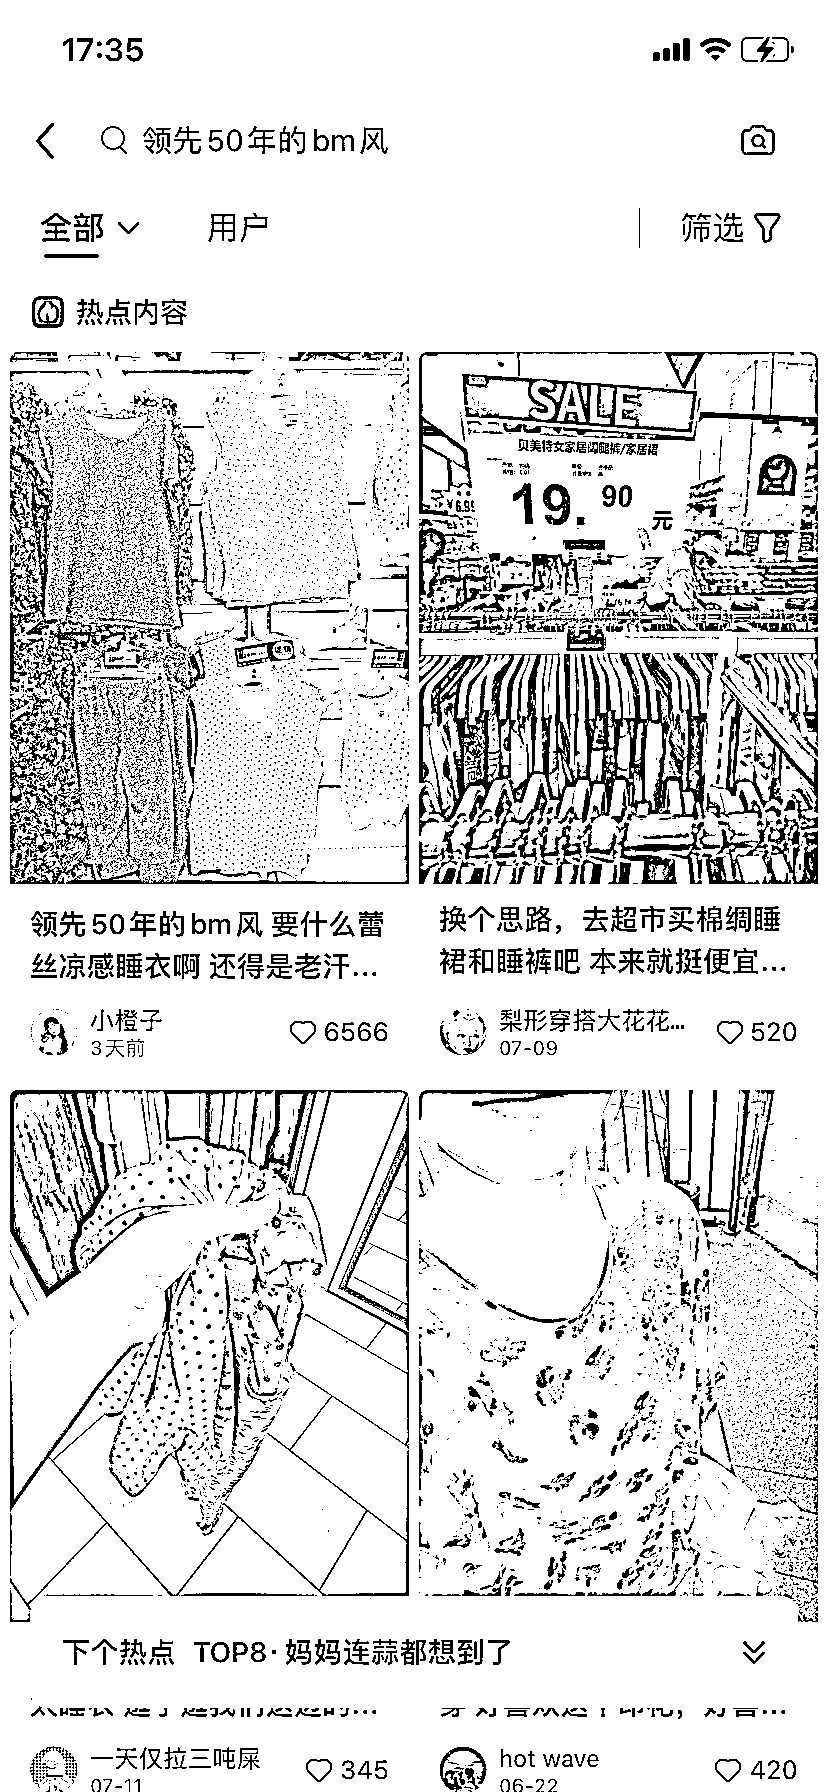 17:35
领先50年的bm风
全部
用户
筛选
热点内容
SALE
贝美特女家居阔腿裤/家居裙
19.90元
领先50年的bm风 要什么蕾
丝凉感睡衣啊 还得是老汗...
小橙子
3天前
6566
换个思路，去超市买棉绸睡
裙和睡裤吧 本来就挺便宜...
梨形穿搭大花花...
07-09
520
下个热点 TOP8·妈妈连蒜都想到了
一天仅拉三吨屎
07-11
345
hot wave
06-22
420